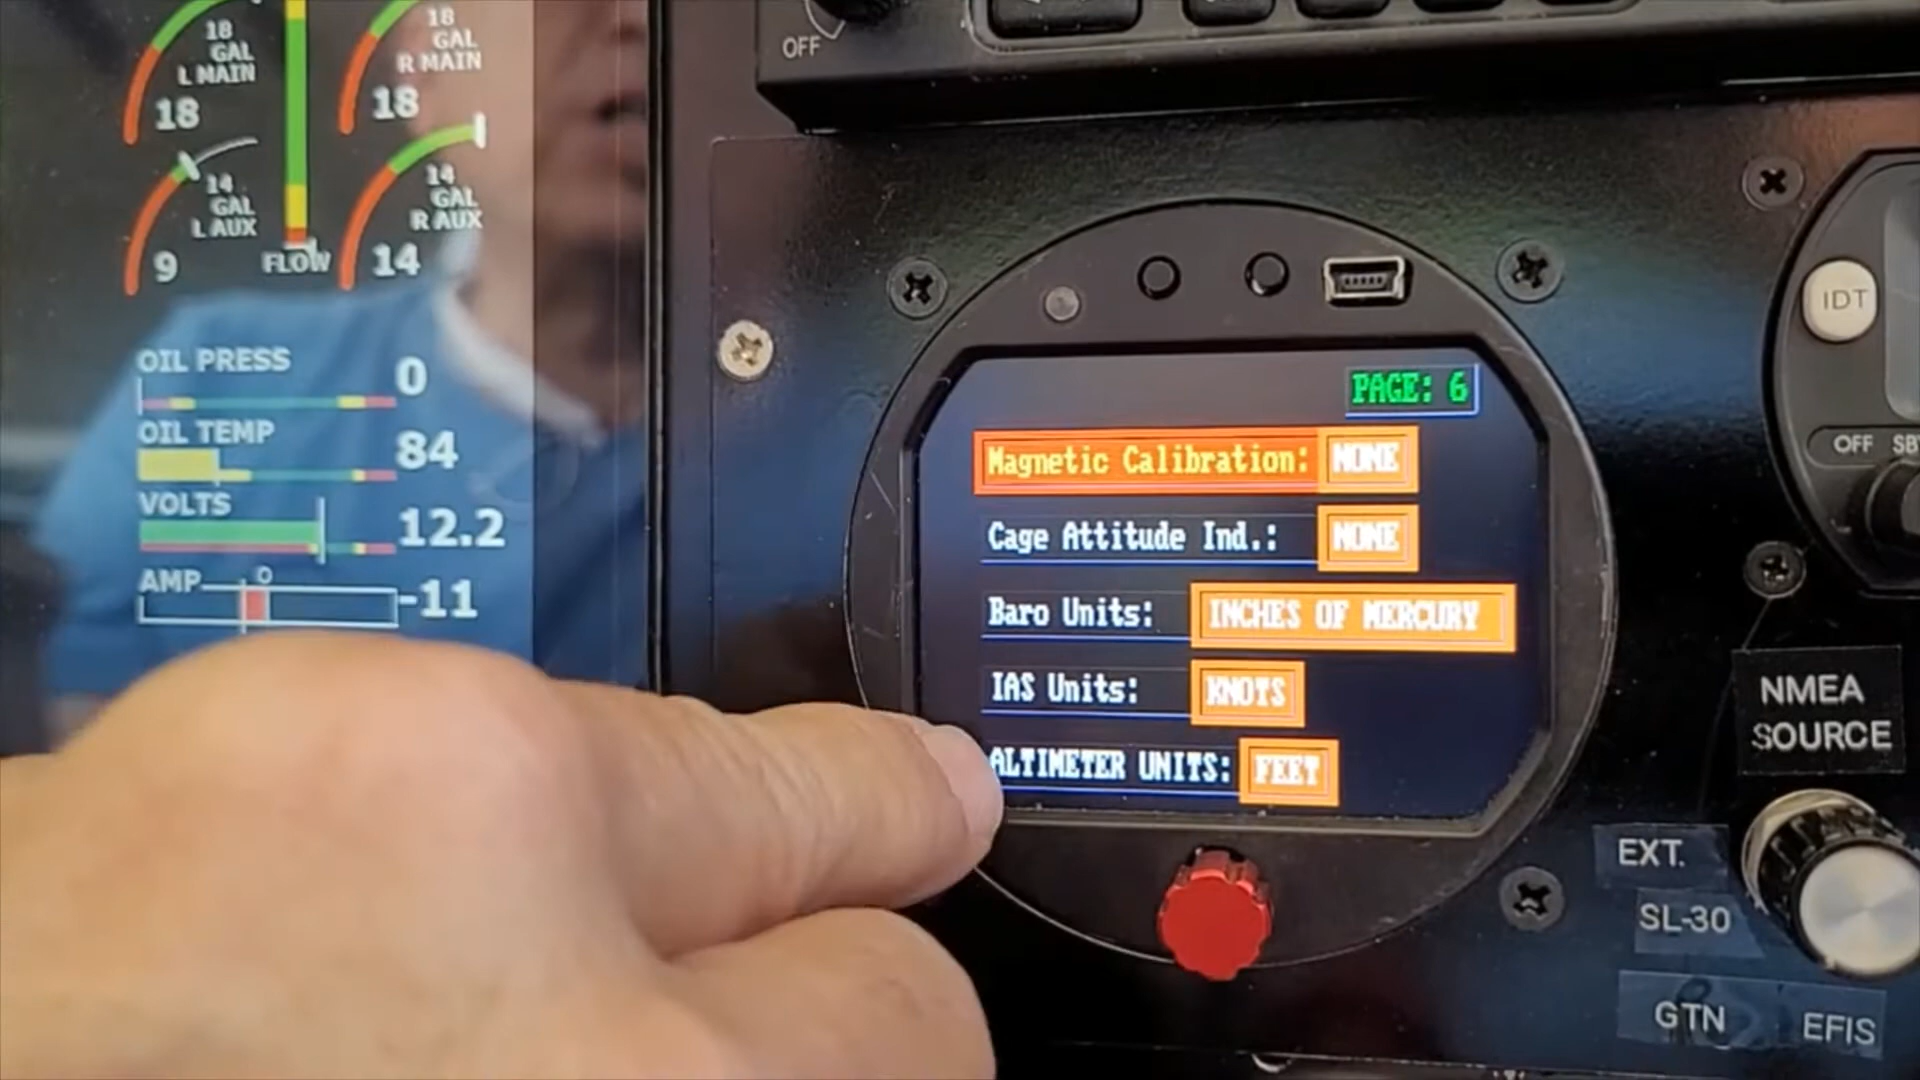 18
GAL
L MAIN
18
18
GAL
R MAIN
18
14
GAL
L AUX
9
FLOW
14
GAL
R AUX
14
OIL PRESS
0
OIL TEMP
84
VOLTS
12.2
AMP
0
-11
OFF
PAGE: 6
Magnetic Calibration: NONE
Cage Attitude Ind.: NONE
Baro Units: INCHES OF MERCURY
IAS Units: KNOTS
ALTIMETER UNITS: FEET
IDT
OFF
NMEA
SOURCE
EXT.
SL-30
GTN
EFIS